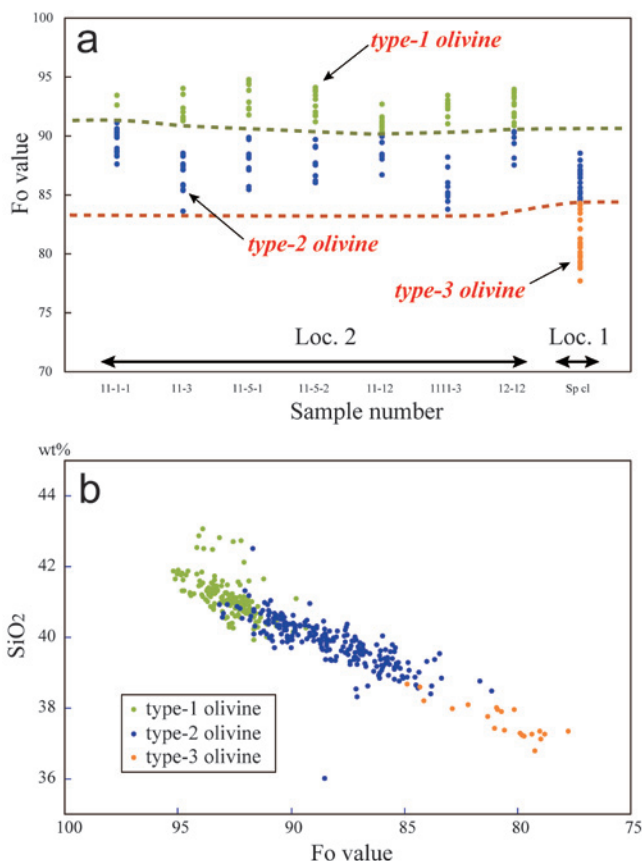 a
100
95
90
85
80
75
70
Fo value
type-1 olivine
type-2 olivine
type-3 olivine
Loc. 2
Loc. 1
11-1-1 11-3 11-5-1 11-5-2 11-12 1111-3 12-12 Sp cl
Sample number
wt%
b
44
42
40
38
36
SiO2
type-1 olivine
type-2 olivine
type-3 olivine
100 95 90 85 80 75
Fo value